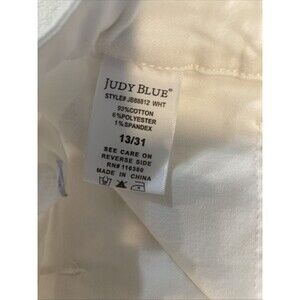 JUDY BLUE®
STYLE# JB88812 WHT
93%COTTON
6%POLYESTER
1%SPANDEX
13/31
SEE CARE ON
REVERSE SIDE
RN# 116380
MADE IN CHINA